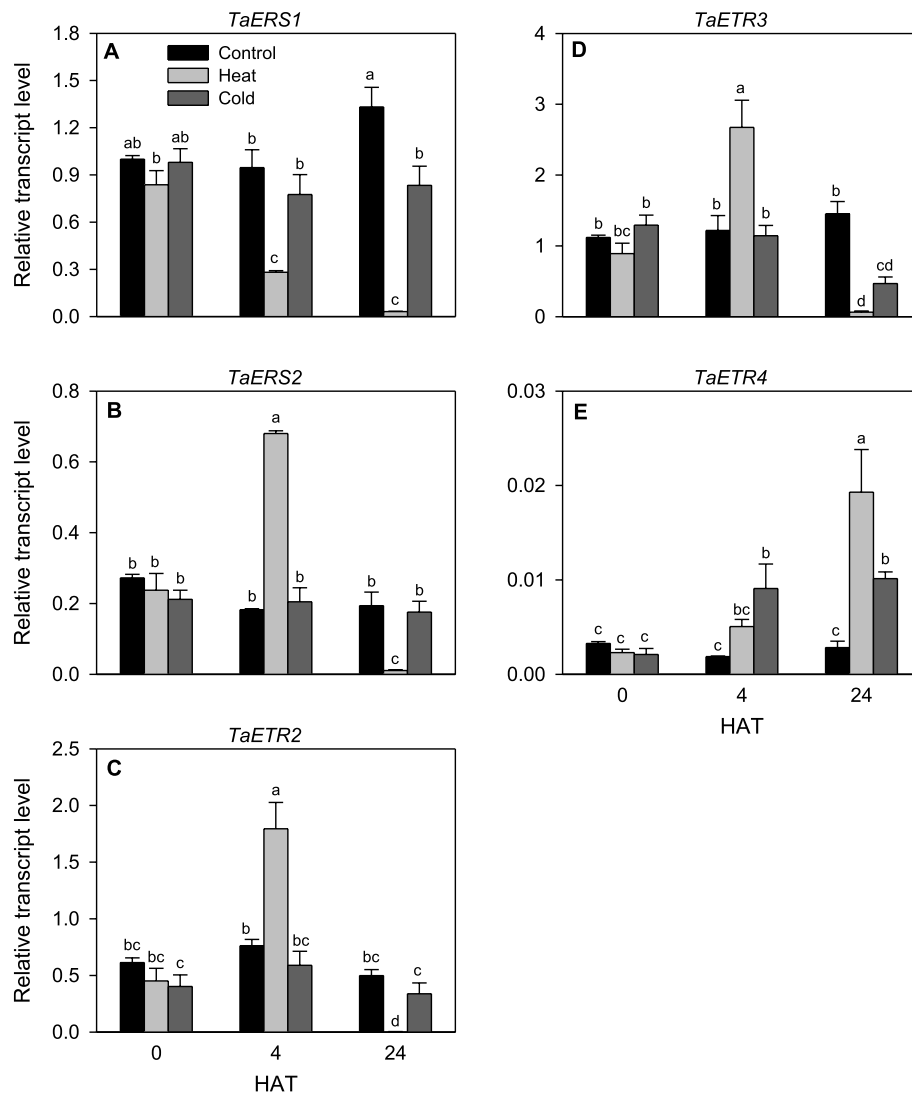 TaERS1
A
Control
Heat
Cold
Relative transcript level
1.8
1.5
1.2
0.9
0.6
0.3
0.0
ab
b
ab
b
c
b
a
c
b
TaERS2
B
Relative transcript level
0.8
0.6
0.4
0.2
0.0
b
b
b
b
a
b
b
c
b
TaETR2
C
Relative transcript level
2.5
2.0
1.5
1.0
0.5
0.0
bc
bc
c
b
a
bc
bc
d
c
0
4
24
HAT
TaETR3
D
4
3
2
1
0
b
bc
b
b
a
b
b
d
cd
TaETR4
E
0.03
0.02
0.01
0.00
c
c
c
c
bc
b
c
a
b
0
4
24
HAT